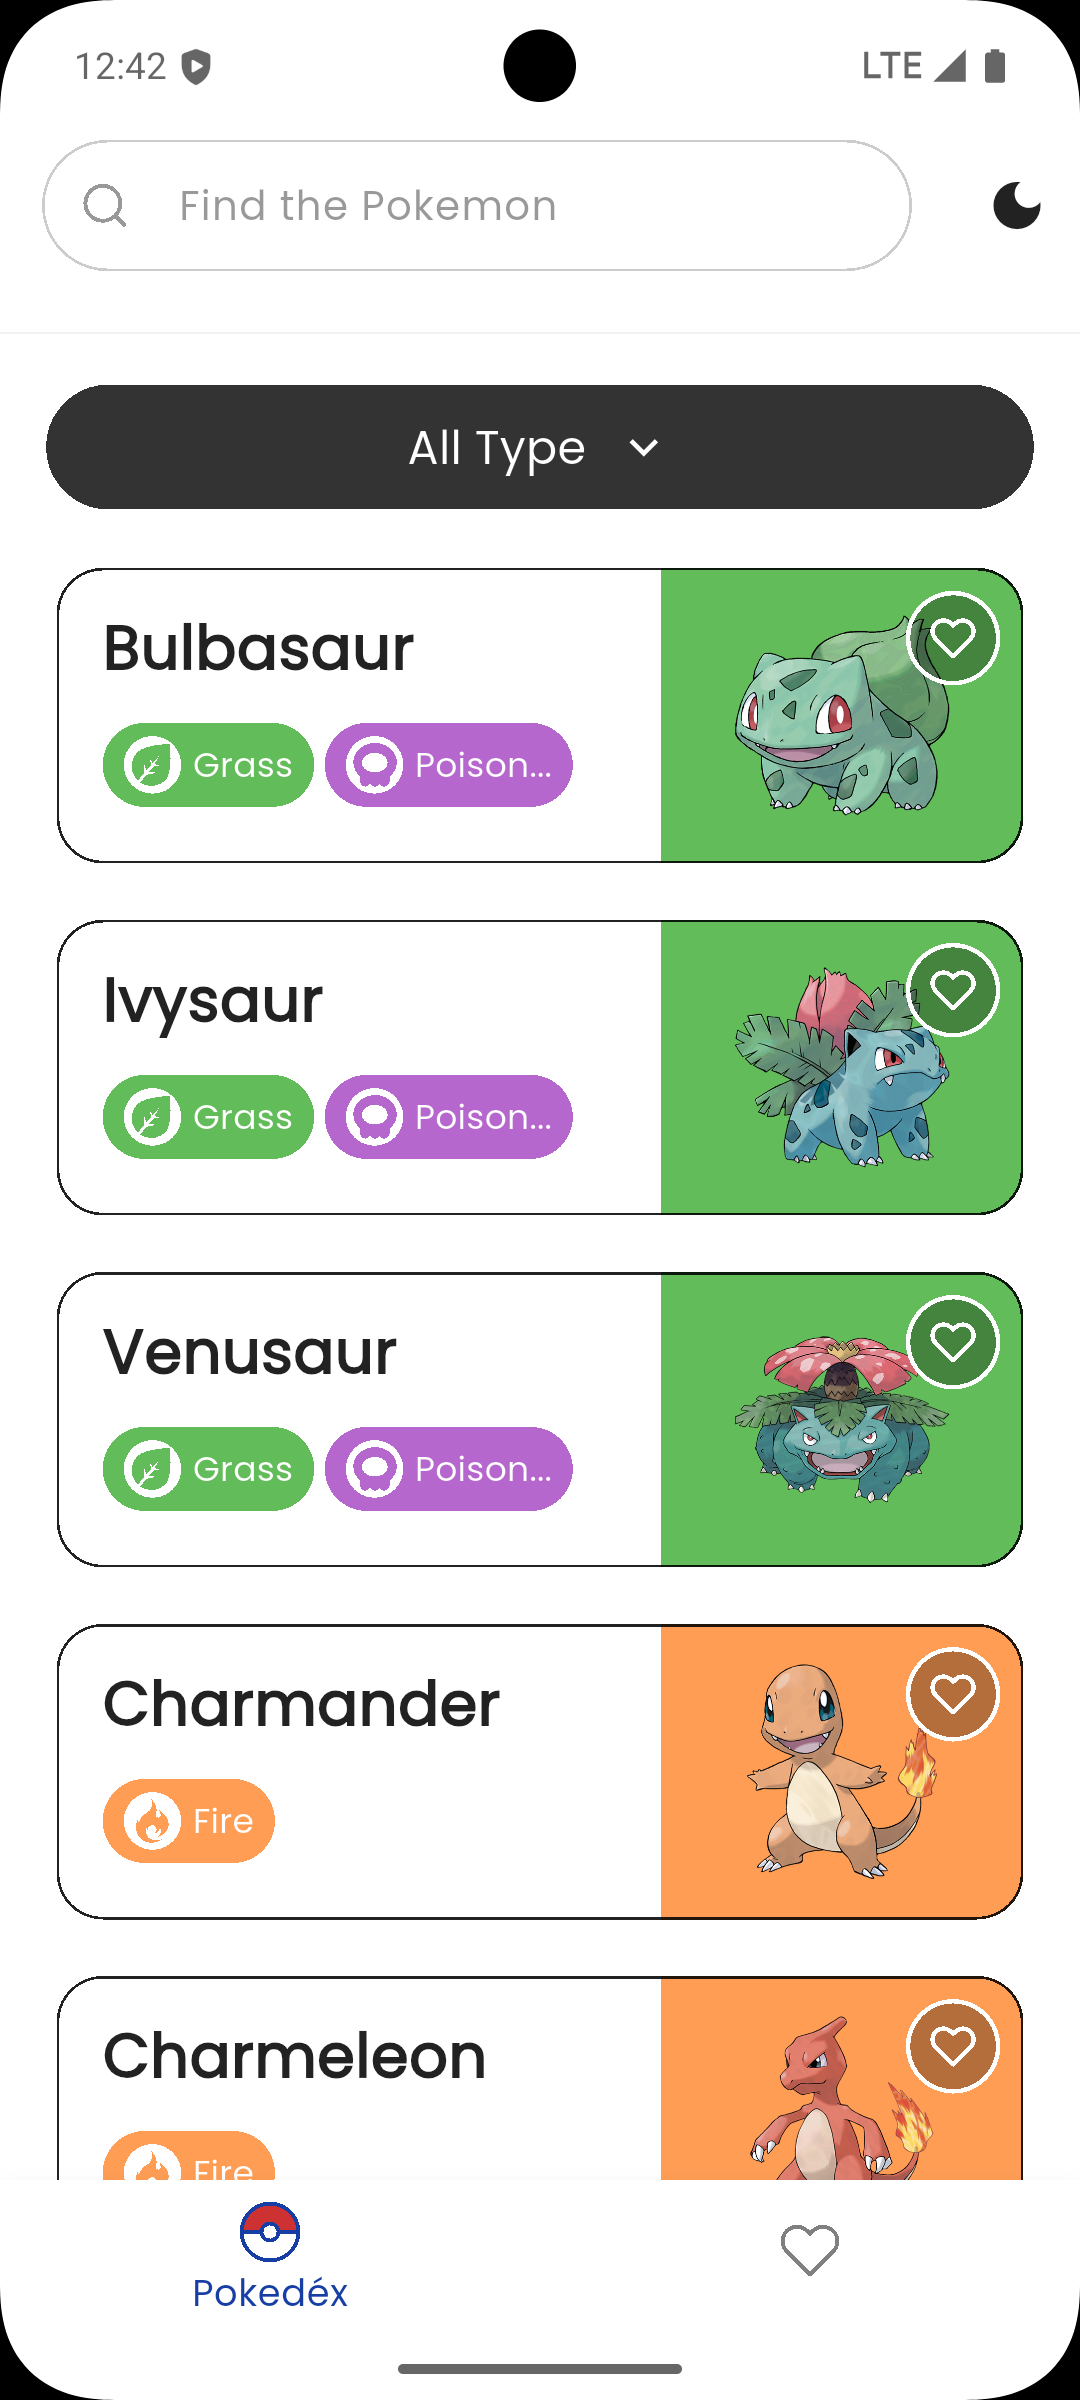 12:42 LTE
Find the Pokemon
All Type
Bulbasaur
Grass Poison...
Ivysaur
Grass Poison...
Venusaur
Grass Poison...
Charmander
Fire
Charmeleon
Fire
Pokedéx